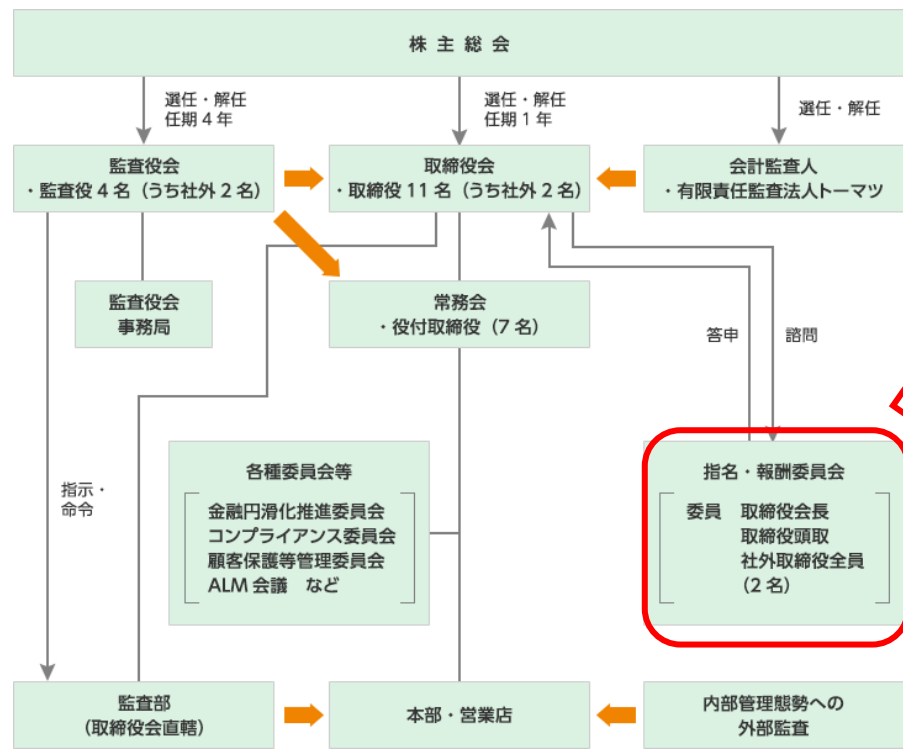 株主総会
選任・解任
任期4年
選任・解任
任期1年
選任・解任
監査役会
・監査役4名（うち社外2名）
取締役会
・取締役11名（うち社外2名）
会計監査人
・有限責任監査法人トーマツ
監査役会
事務局
常務会
・役付取締役（7名）
答申
諮問
指示・
命令
各種委員会等
金融円滑化推進委員会
コンプライアンス委員会
顧客保護等管理委員会
ALM会議　など
指名・報酬委員会
委員　取締役会長
取締役頭取
社外取締役全員
（2名）
監査部
（取締役会直轄）
本部・営業店
内部管理態勢への
外部監査